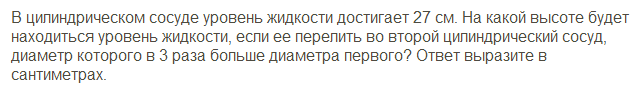 В цилиндрическом сосуде уровень жидкости достигает 27 см. На какой высоте будет
находиться уровень жидкости, если ее перелить во второй цилиндрический сосуд,
диаметр которого в 3 раза больше диаметра первого? Ответ выразите в
сантиметрах.